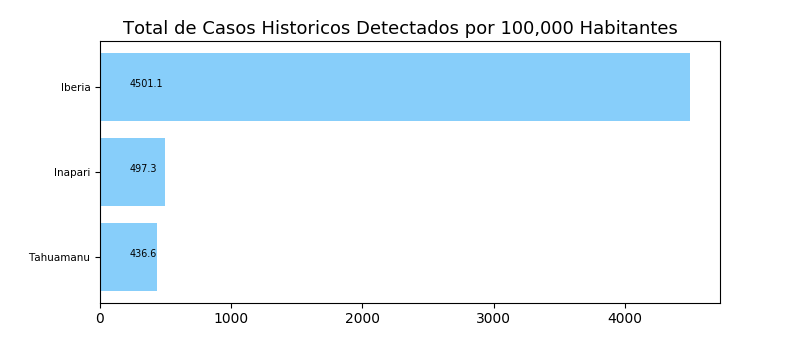 Total de Casos Historicos Detectados por 100,000 Habitantes
Iberia 4501.1
Inapari 497.3
Tahuamanu 436.6
0 1000 2000 3000 4000